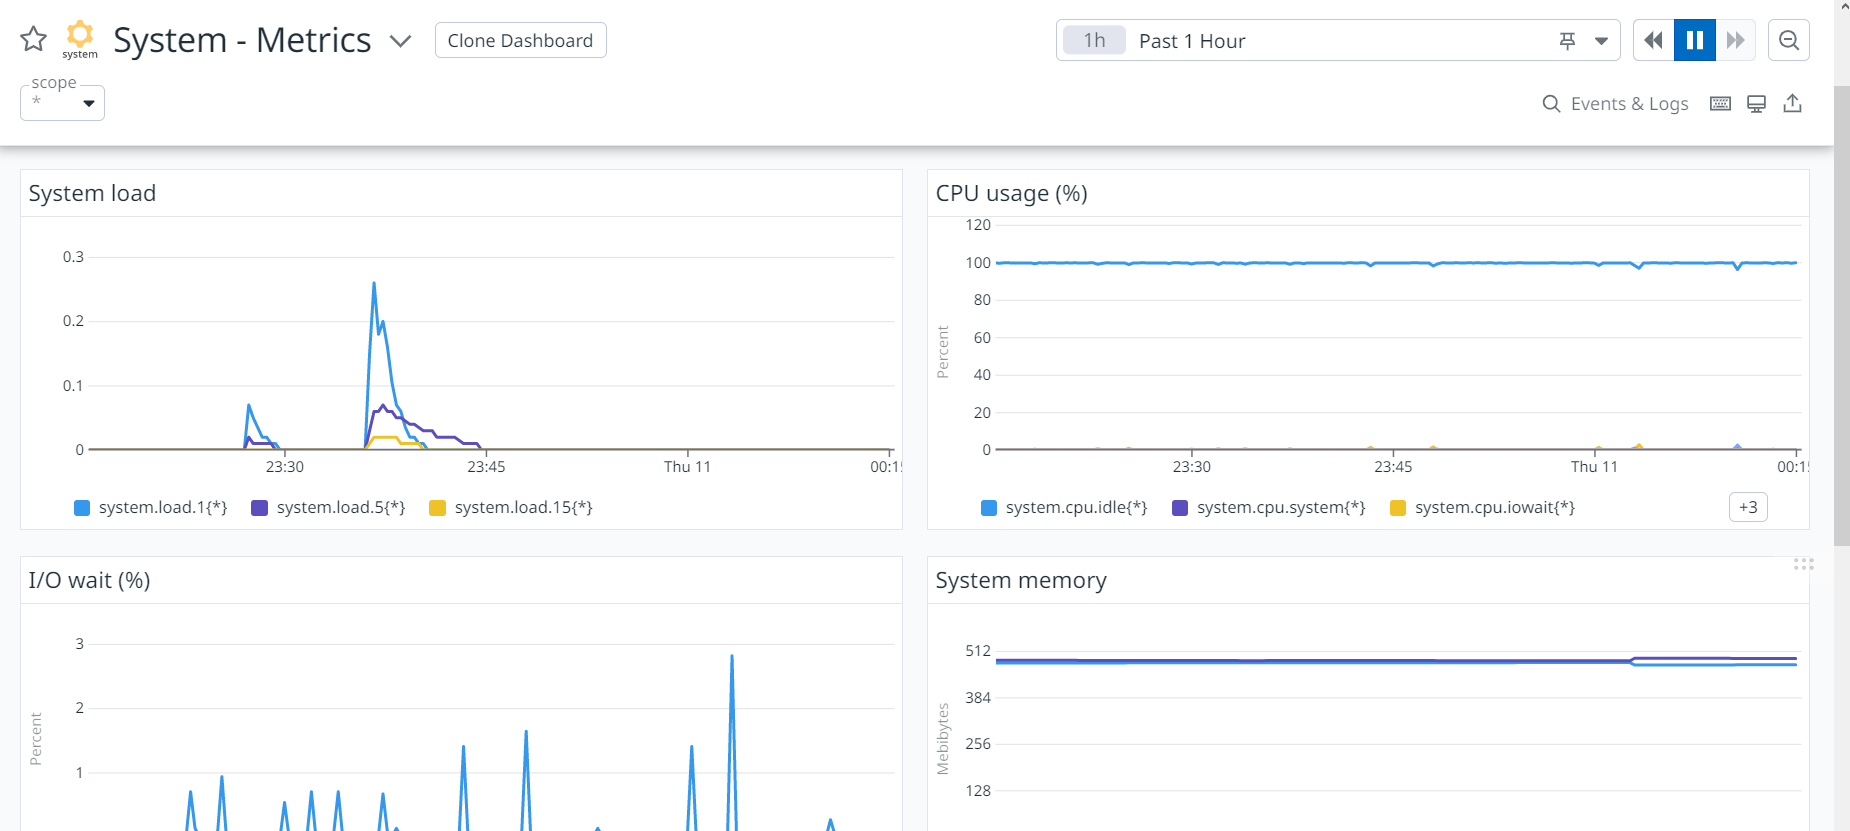 system
System - Metrics
Clone Dashboard
1h
Past 1 Hour
scope
*
Events & Logs
System load
0.3
0.2
0.1
0
23:30
23:45
Thu 11
00:15
system.load.1{*}
system.load.5{*}
system.load.15{*}
CPU usage (%)
Percent
120
100
80
60
40
20
0
23:30
23:45
Thu 11
00:15
system.cpu.idle{*}
system.cpu.system{*}
system.cpu.iowait{*}
+3
I/O wait (%)
Percent
3
2
1
System memory
Mebibytes
512
384
256
128